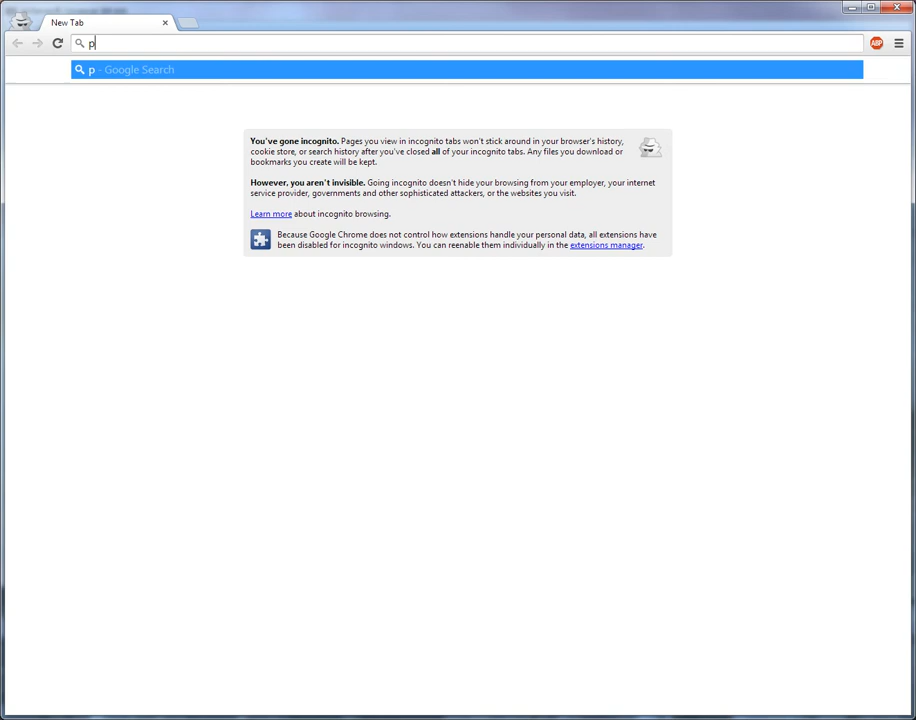 New Tab
p
ABP
p - Google Search
You've gone incognito. Pages you view in incognito tabs won't stick around in your browser's history,
cookie store, or search history after you've closed all of your incognito tabs. Any files you download or
bookmarks you create will be kept.
However, you aren't invisible. Going incognito doesn't hide your browsing from your employer, your internet
service provider, governments and other sophisticated attackers, or the websites you visit.
Learn more about incognito browsing.
Because Google Chrome does not control how extensions handle your personal data, all extensions have
been disabled for incognito windows. You can reenable them individually in the extensions manager.